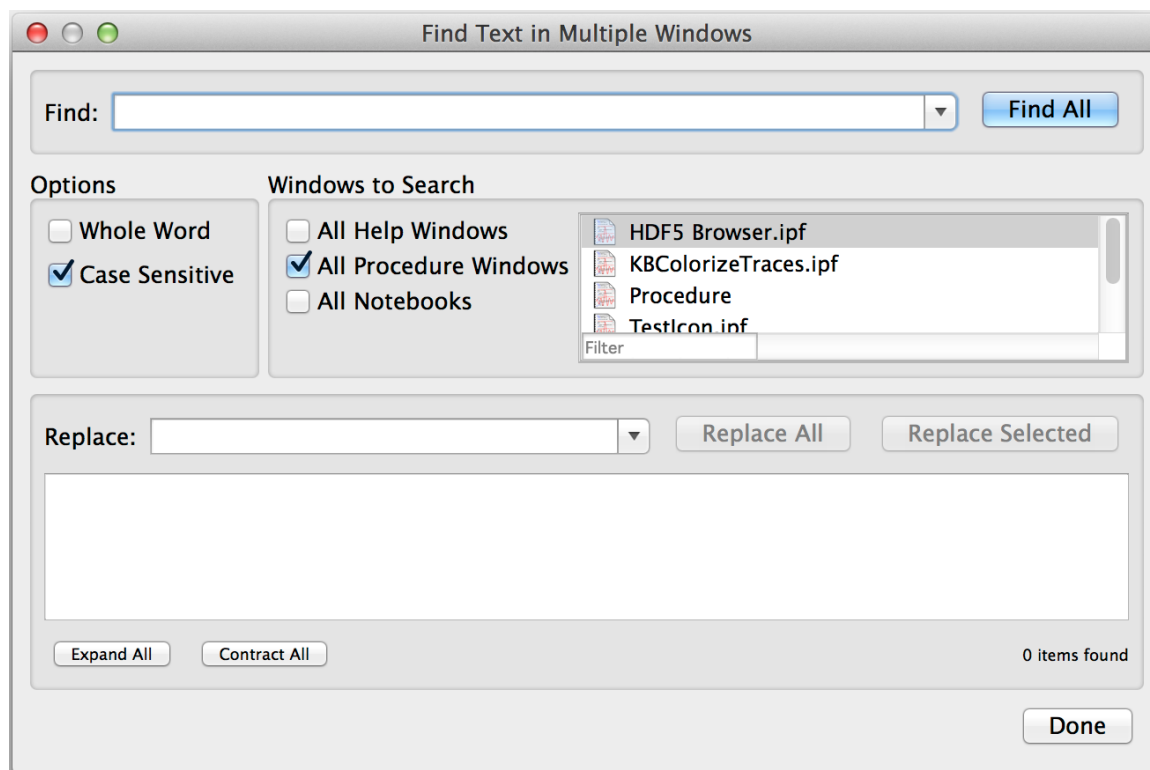 Find Text in Multiple Windows
Find:
Find All
Options
Windows to Search
Whole Word
Case Sensitive
All Help Windows
All Procedure Windows
All Notebooks
HDF5 Browser.ipf
KBColorizeTraces.ipf
Procedure
TestIcon.ipf
Filter
Replace:
Replace All
Replace Selected
Expand All
Contract All
0 items found
Done